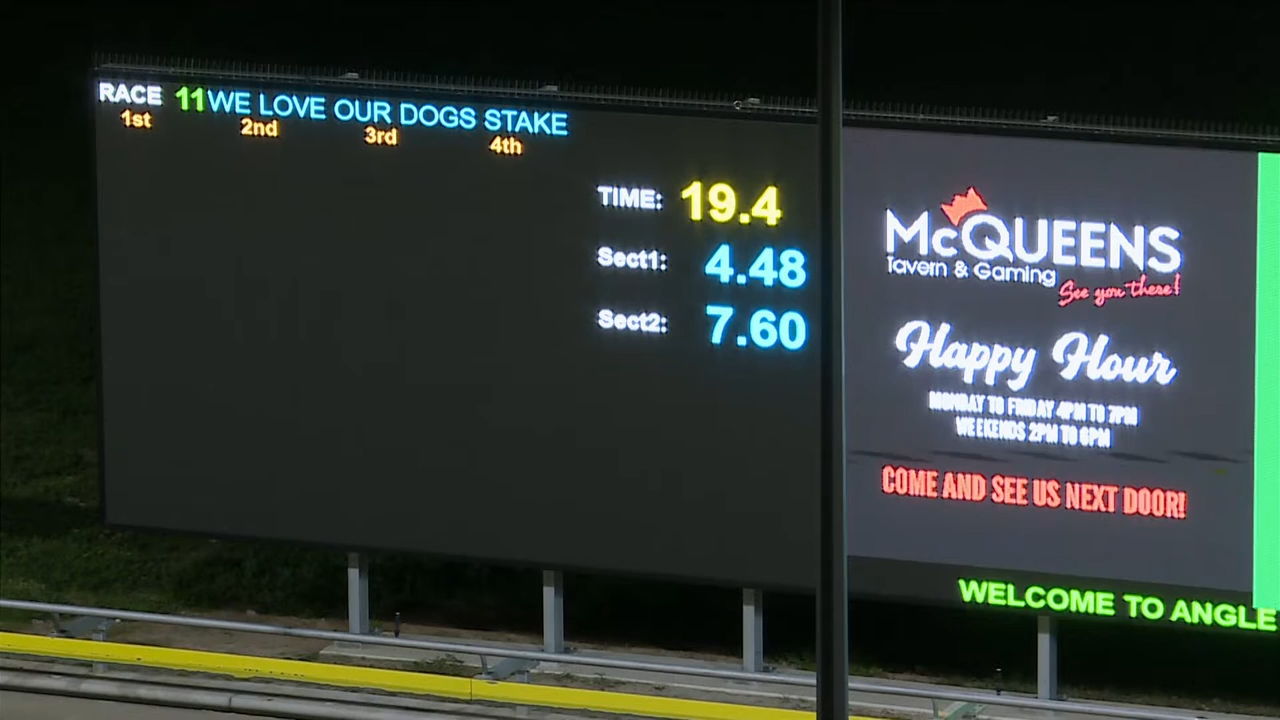 RACE 11 WE LOVE OUR DOGS STAKE
1st 2nd 3rd 4th
TIME: 19.4
Sect1: 4.48
Sect2: 7.60
McQUEENS
Tavern & Gaming
See you there!
Happy Hour
MONDAY TO FRIDAY 4PM TO 7PM
WEEKENDS 2PM TO 6PM
COME AND SEE US NEXT DOOR!
WELCOME TO ANGLE